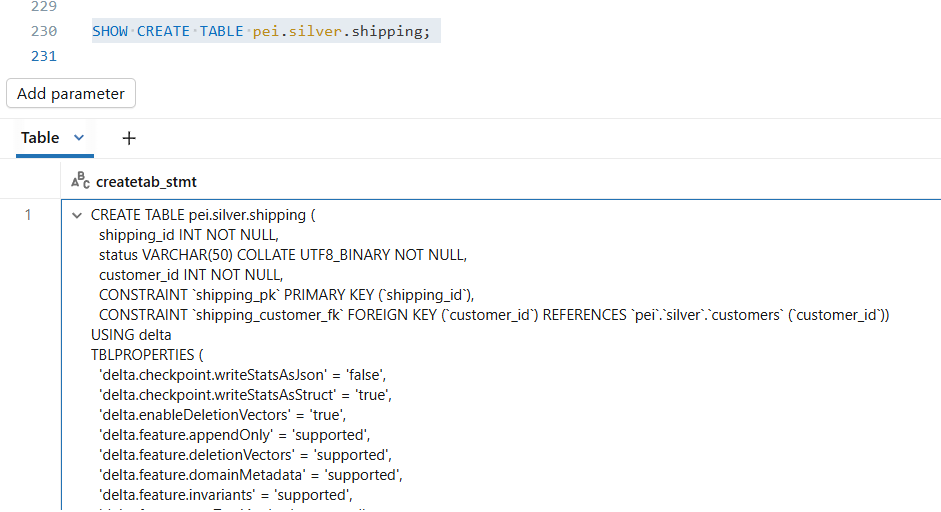 229
230 SHOW CREATE TABLE pei.silver.shipping;
231
Add parameter
Table +
ABC createtab_stmt
1 CREATE TABLE pei.silver.shipping (
shipping_id INT NOT NULL,
status VARCHAR(50) COLLATE UTF8_BINARY NOT NULL,
customer_id INT NOT NULL,
CONSTRAINT `shipping_pk` PRIMARY KEY (`shipping_id`),
CONSTRAINT `shipping_customer_fk` FOREIGN KEY (`customer_id`) REFERENCES `pei`.`silver`.`customers` (`customer_id`))
USING delta
TBLPROPERTIES (
'delta.checkpoint.writeStatsAsJson' = 'false',
'delta.checkpoint.writeStatsAsStruct' = 'true',
'delta.enableDeletionVectors' = 'true',
'delta.feature.appendOnly' = 'supported',
'delta.feature.deletionVectors' = 'supported',
'delta.feature.domainMetadata' = 'supported',
'delta.feature.invariants' = 'supported',